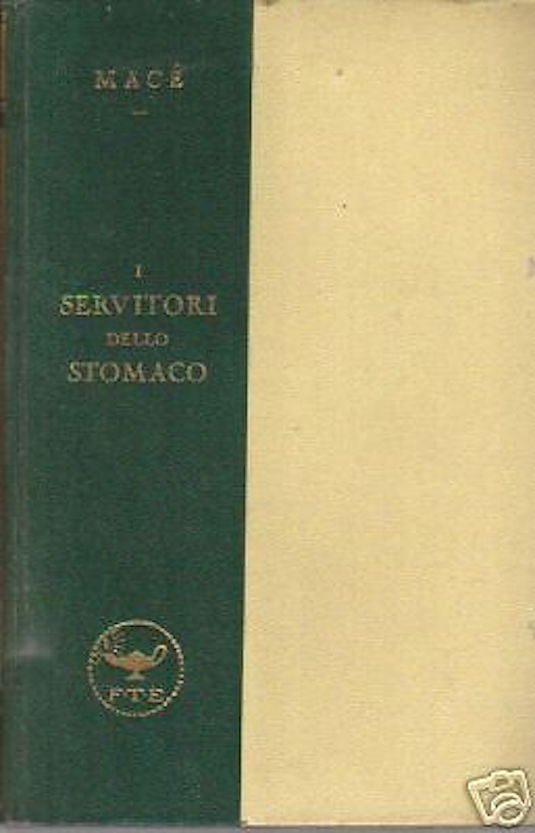 MACÉ
I
SERVITORI
DELLO
STOMACO
FTE